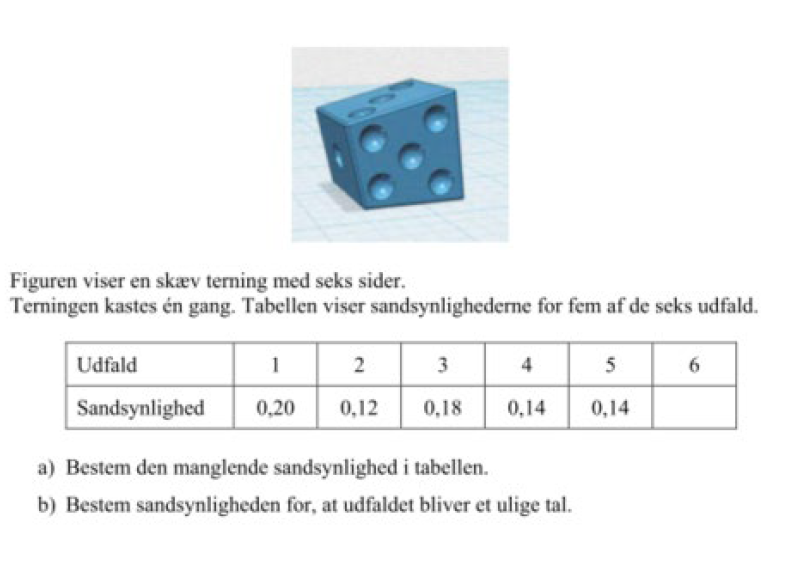 Figuren viser en skæv terning med seks sider.
Terningen kastes én gang. Tabellen viser sandsynlighederne for fem af de seks udfald.
Udfald 1 2 3 4 5 6
Sandsynlighed 0,20 0,12 0,18 0,14 0,14
a) Bestem den manglende sandsynlighed i tabellen.
b) Bestem sandsynligheden for, at udfaldet bliver et ulige tal.